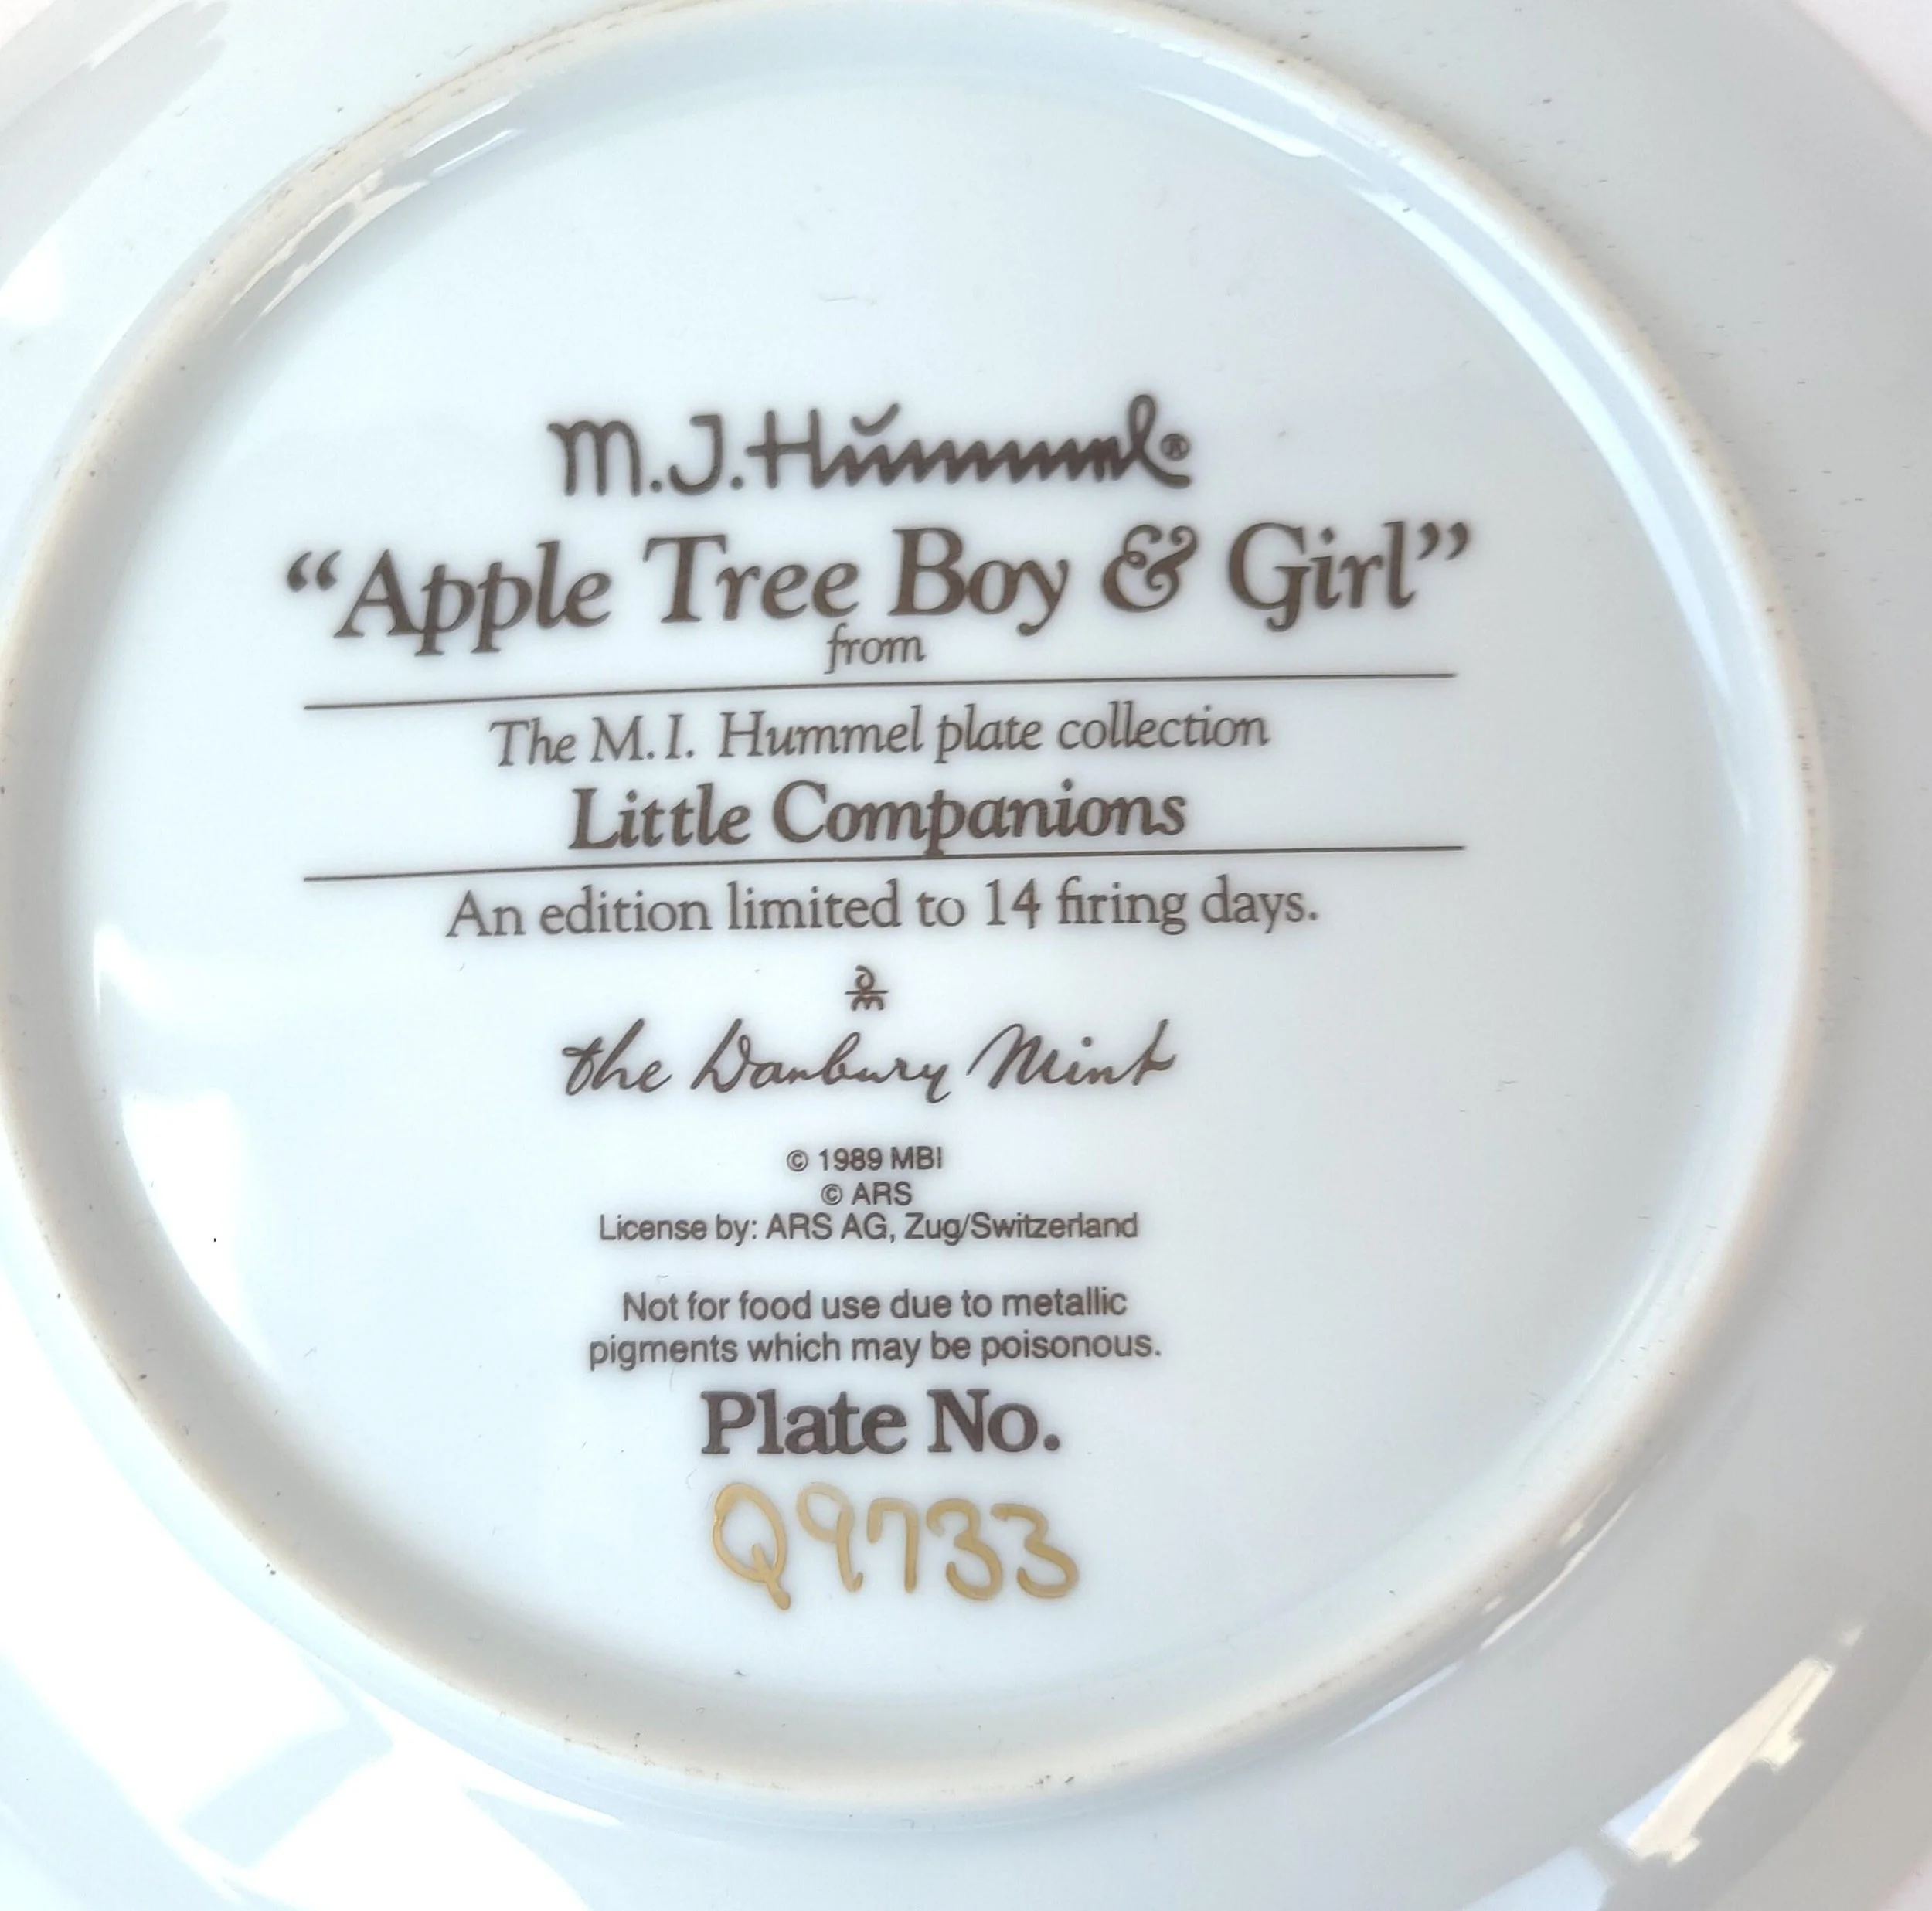 M.J. Hŭmmel®
“Apple Tree Boy & Girl”
from
The M. I. Hummel plate collection
Little Companions
An edition limited to 14 firing days.
dm
the Danbury Mint
© 1989 MBI
© ARS
License by: ARS AG, Zug/Switzerland
Not for food use due to metallic
pigments which may be poisonous.
Plate No.
Q9733